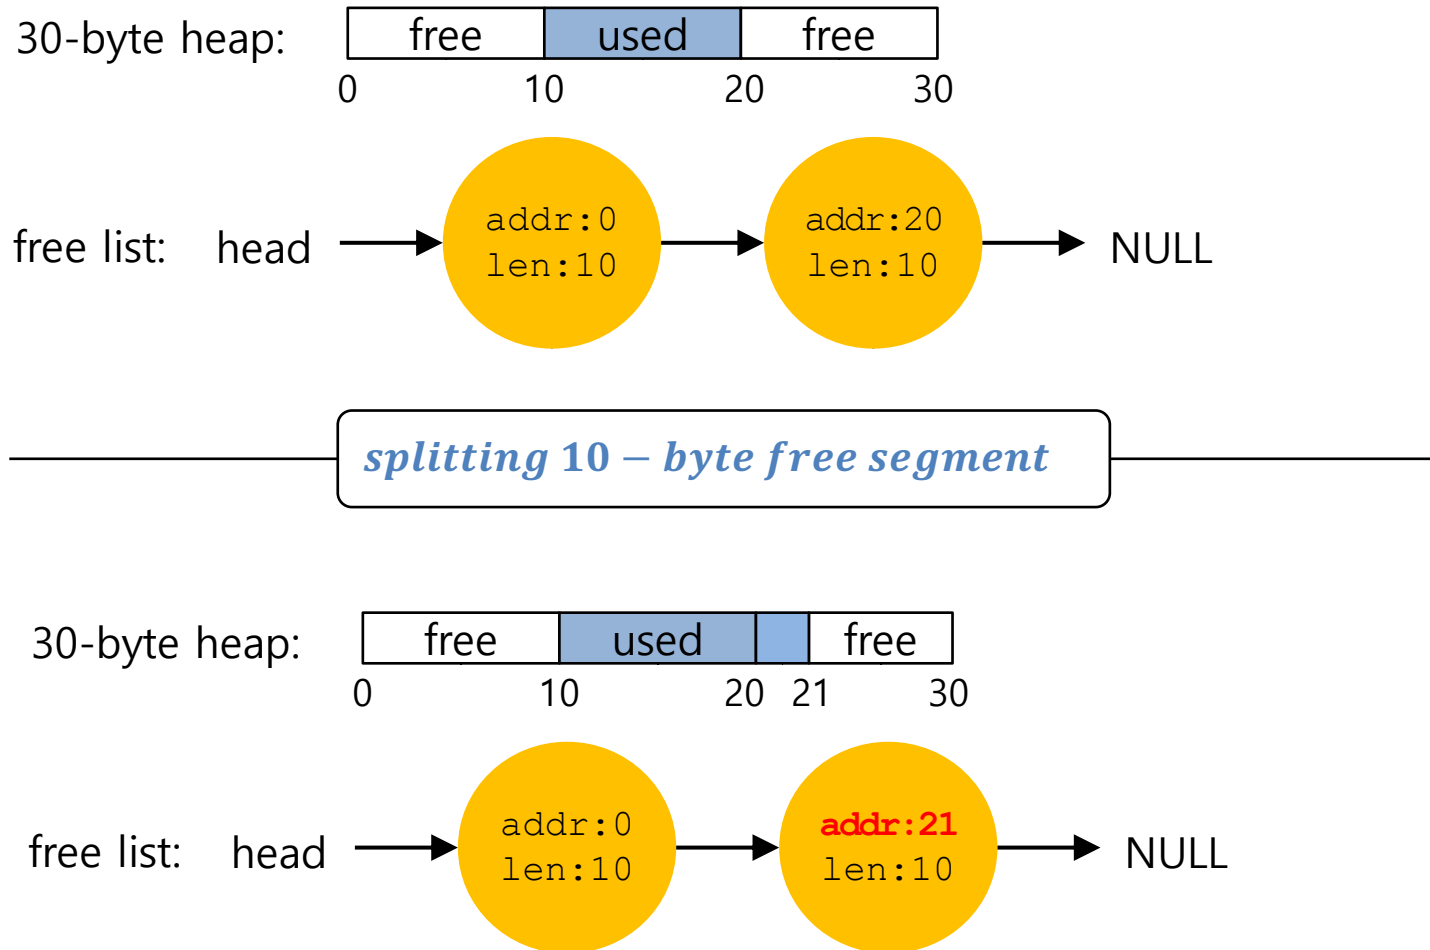 30-byte heap: free used free
0 10 20 30
free list: head addr:0 len:10 addr:20 len:10 NULL
splitting 10 − byte free segment
30-byte heap: free used free
0 10 20 21 30
free list: head addr:0 len:10 addr:21 len:10 NULL